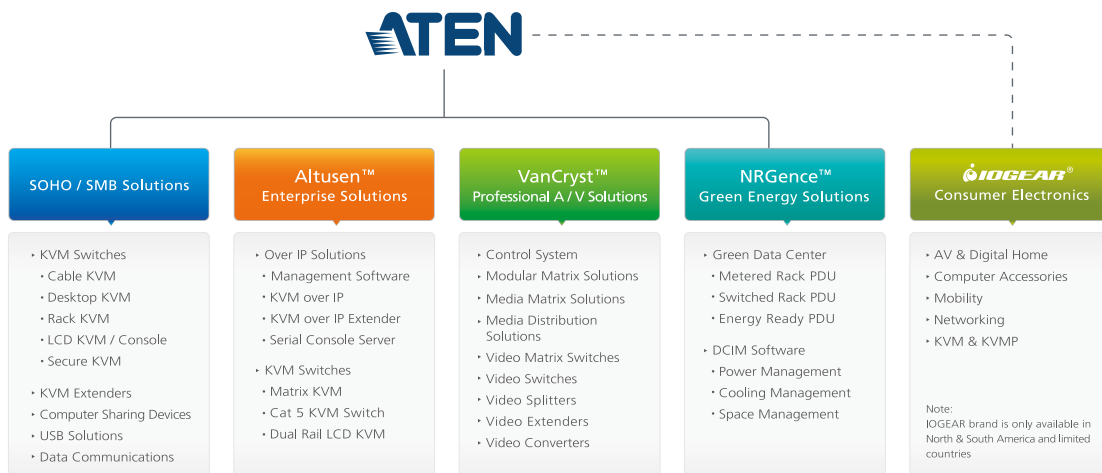 ATEN
SOHO / SMB Solutions
‣ KVM Switches
• Cable KVM
• Desktop KVM
• Rack KVM
• LCD KVM / Console
• Secure KVM
‣ KVM Extenders
‣ Computer Sharing Devices
‣ USB Solutions
‣ Data Communications
Altusen™
Enterprise Solutions
‣ Over IP Solutions
• Management Software
• KVM over IP
• KVM over IP Extender
• Serial Console Server
‣ KVM Switches
• Matrix KVM
• Cat 5 KVM Switch
• Dual Rail LCD KVM
VanCryst™
Professional A / V Solutions
‣ Control System
‣ Modular Matrix Solutions
‣ Media Matrix Solutions
‣ Media Distribution
Solutions
‣ Video Matrix Switches
‣ Video Switches
‣ Video Splitters
‣ Video Extenders
‣ Video Converters
NRGence™
Green Energy Solutions
‣ Green Data Center
• Metered Rack PDU
• Switched Rack PDU
• Energy Ready PDU
‣ DCIM Software
• Power Management
• Cooling Management
• Space Management
IOGEAR®
Consumer Electronics
‣ AV & Digital Home
‣ Computer Accessories
‣ Mobility
‣ Networking
‣ KVM & KVMP
Note:
IOGEAR brand is only available in
North & South America and limited
countries